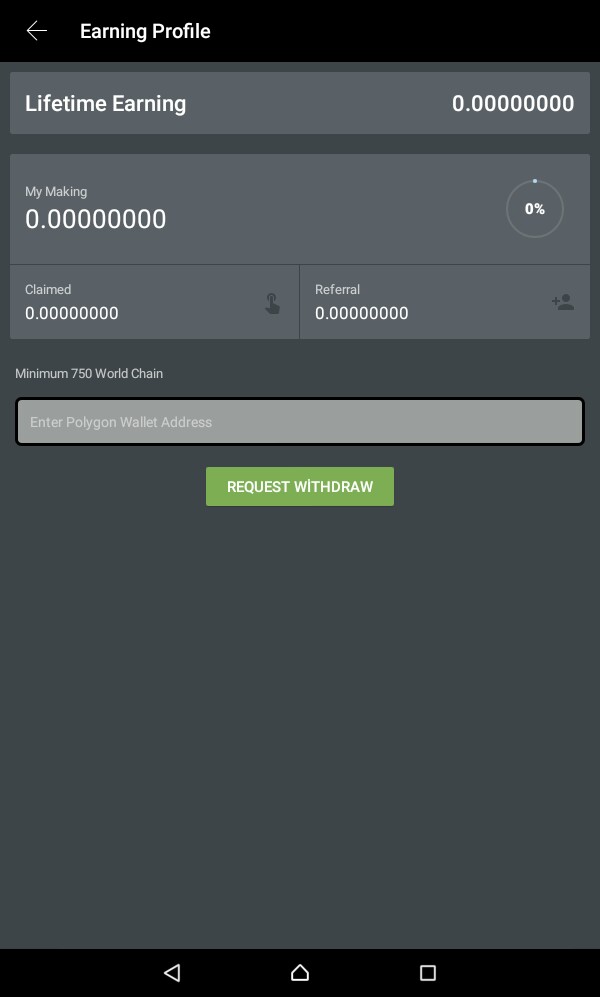 Earning Profile
Lifetime Earning 0.00000000
My Making
0.00000000
0%
Claimed
0.00000000
Referral
0.00000000
Minimum 750 World Chain
Enter Polygon Wallet Address
REQUEST WİTHDRAW